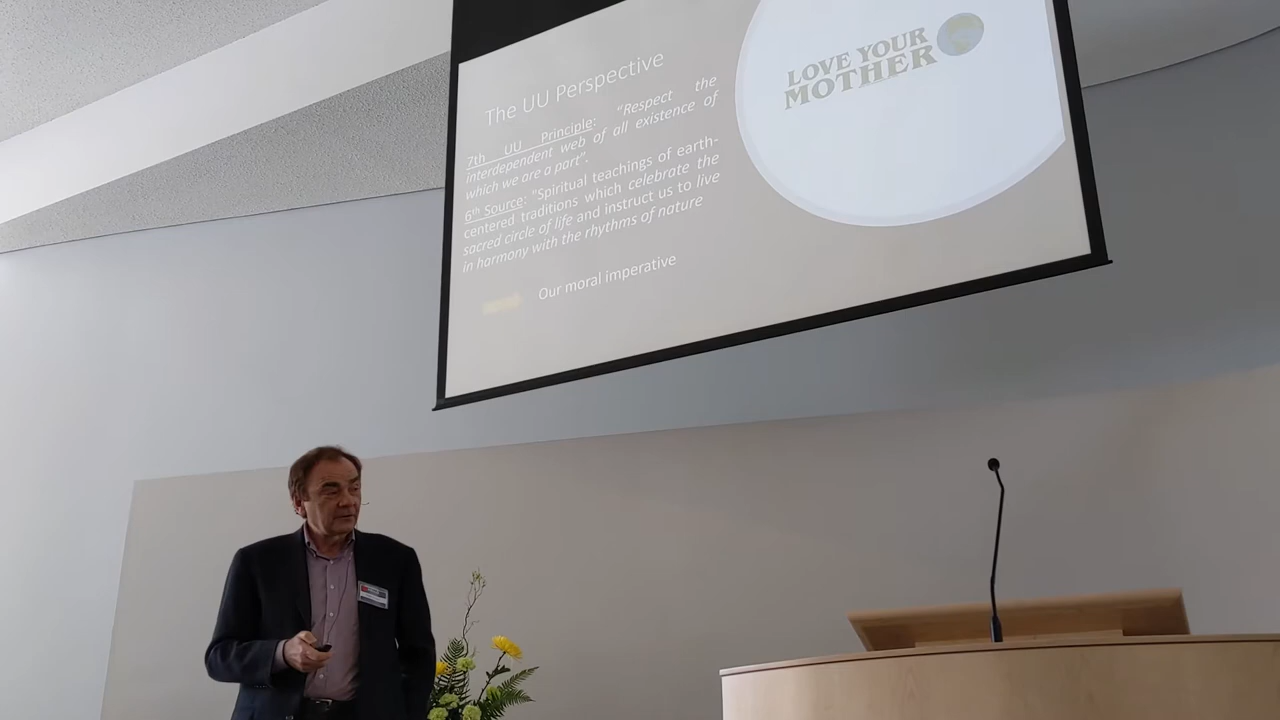 The UU Perspective
7th UU Principle: "Respect the
interdependent web of all existence of
which we are a part".
6th Source: "Spiritual teachings of earth-
centered traditions which celebrate the
sacred circle of life and instruct us to live
in harmony with the rhythms of nature
Our moral imperative
LOVE YOUR
MOTHER